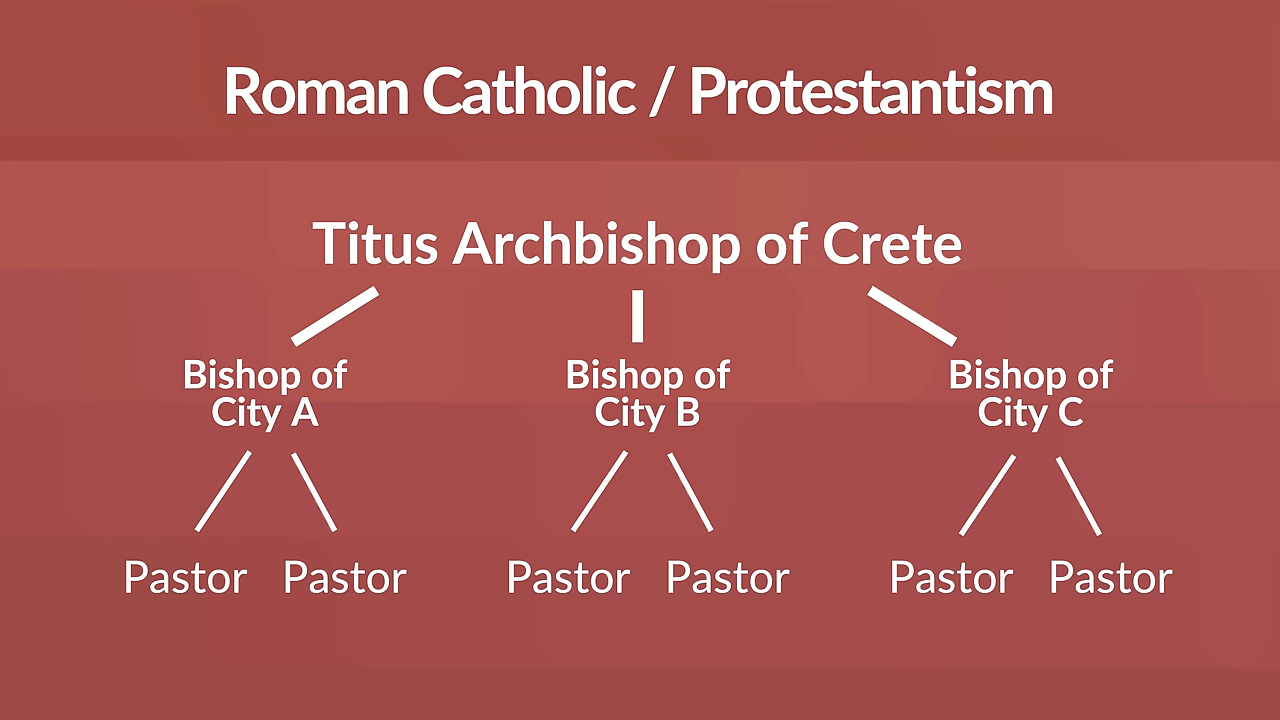 Roman Catholic / Protestantism
Titus Archbishop of Crete
Bishop of
City A
Bishop of
City B
Bishop of
City C
Pastor Pastor Pastor Pastor Pastor Pastor